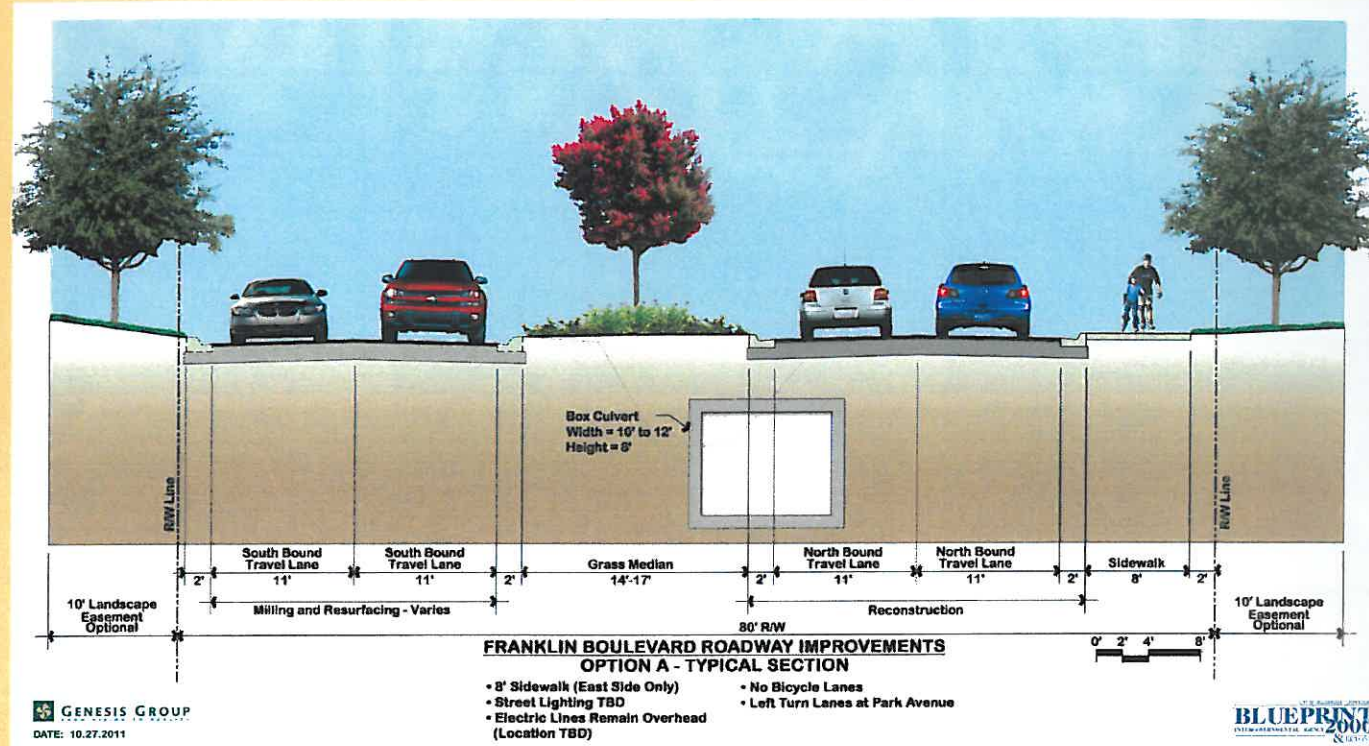 Box Culvert
Width = 10' to 12'
Height = 8'
R/W Line
R/W Line
South Bound
Travel Lane
South Bound
Travel Lane
Grass Median
North Bound
Travel Lane
North Bound
Travel Lane
Sidewalk
2' 11' 11' 2' 14'-17' 2' 11' 11' 2' 8' 2'
10' Landscape
Easement
Optional
Milling and Resurfacing - Varies
Reconstruction
10' Landscape
Easement
Optional
80' R/W
0' 2' 4' 8'
FRANKLIN BOULEVARD ROADWAY IMPROVEMENTS
OPTION A - TYPICAL SECTION
• 8' Sidewalk (East Side Only)
• Street Lighting TBD
• Electric Lines Remain Overhead
(Location TBD)
• No Bicycle Lanes
• Left Turn Lanes at Park Avenue
GENESIS GROUP
DATE: 10.27.2011
BLUEPRINT
INTERGOVERNMENTAL AGENCY 2000